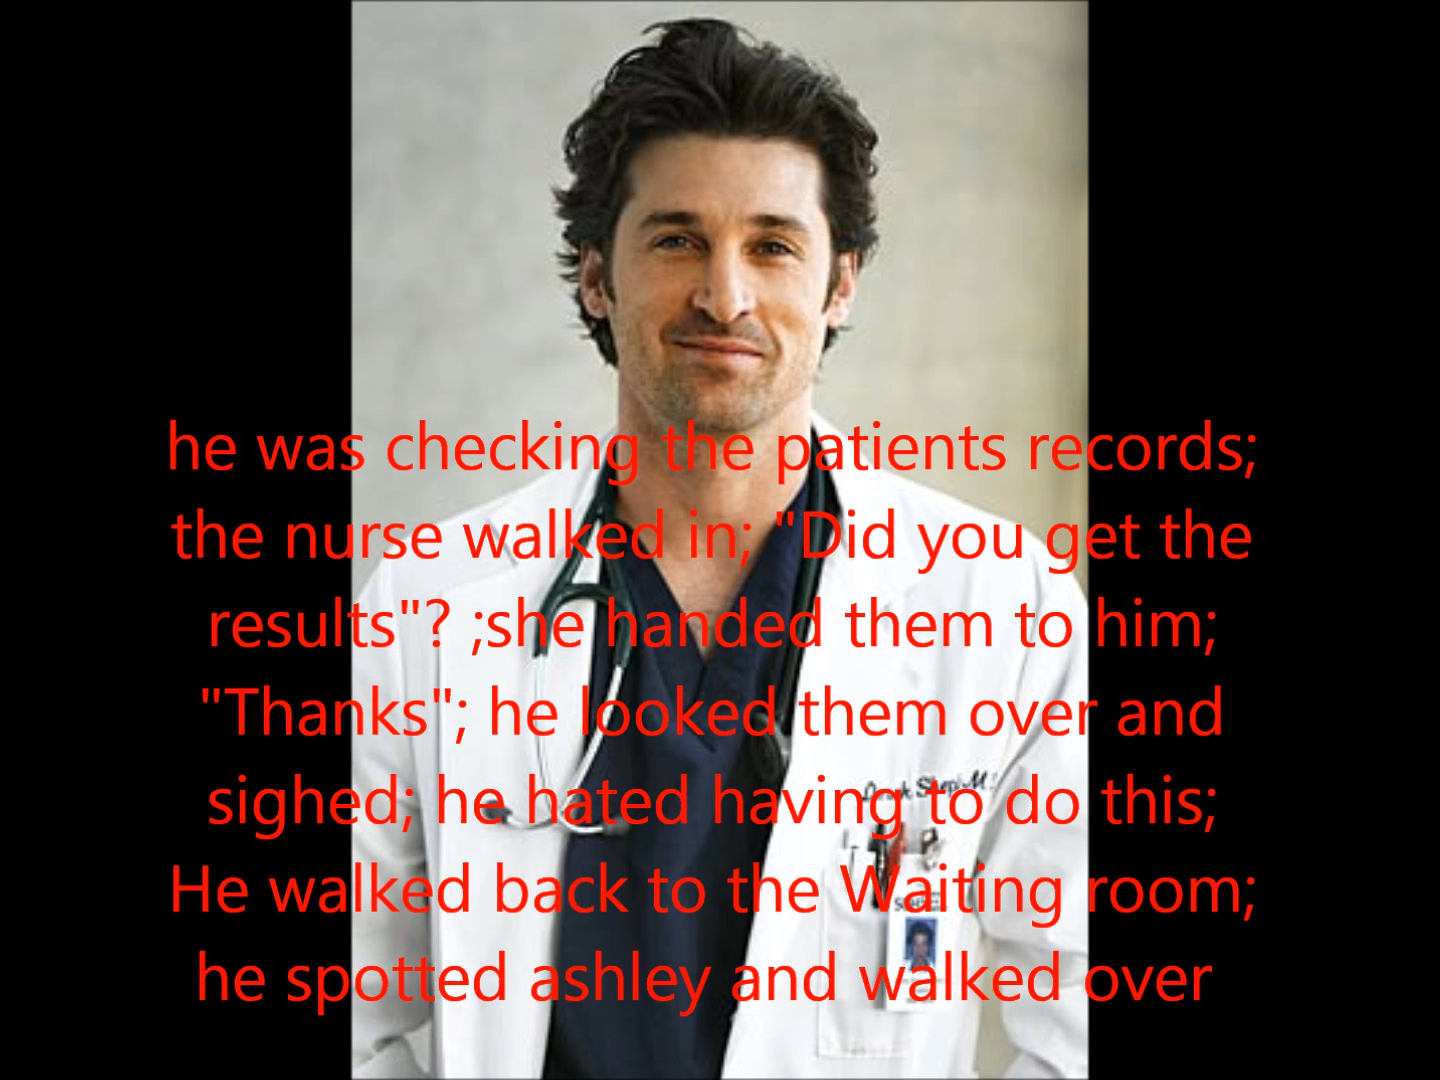 he was checking the patients records;
the nurse walked in; "Did you get the
results"? ;she handed them to him;
"Thanks"; he looked them over and
sighed; he hated having to do this;
He walked back to the Waiting room;
he spotted ashley and walked over